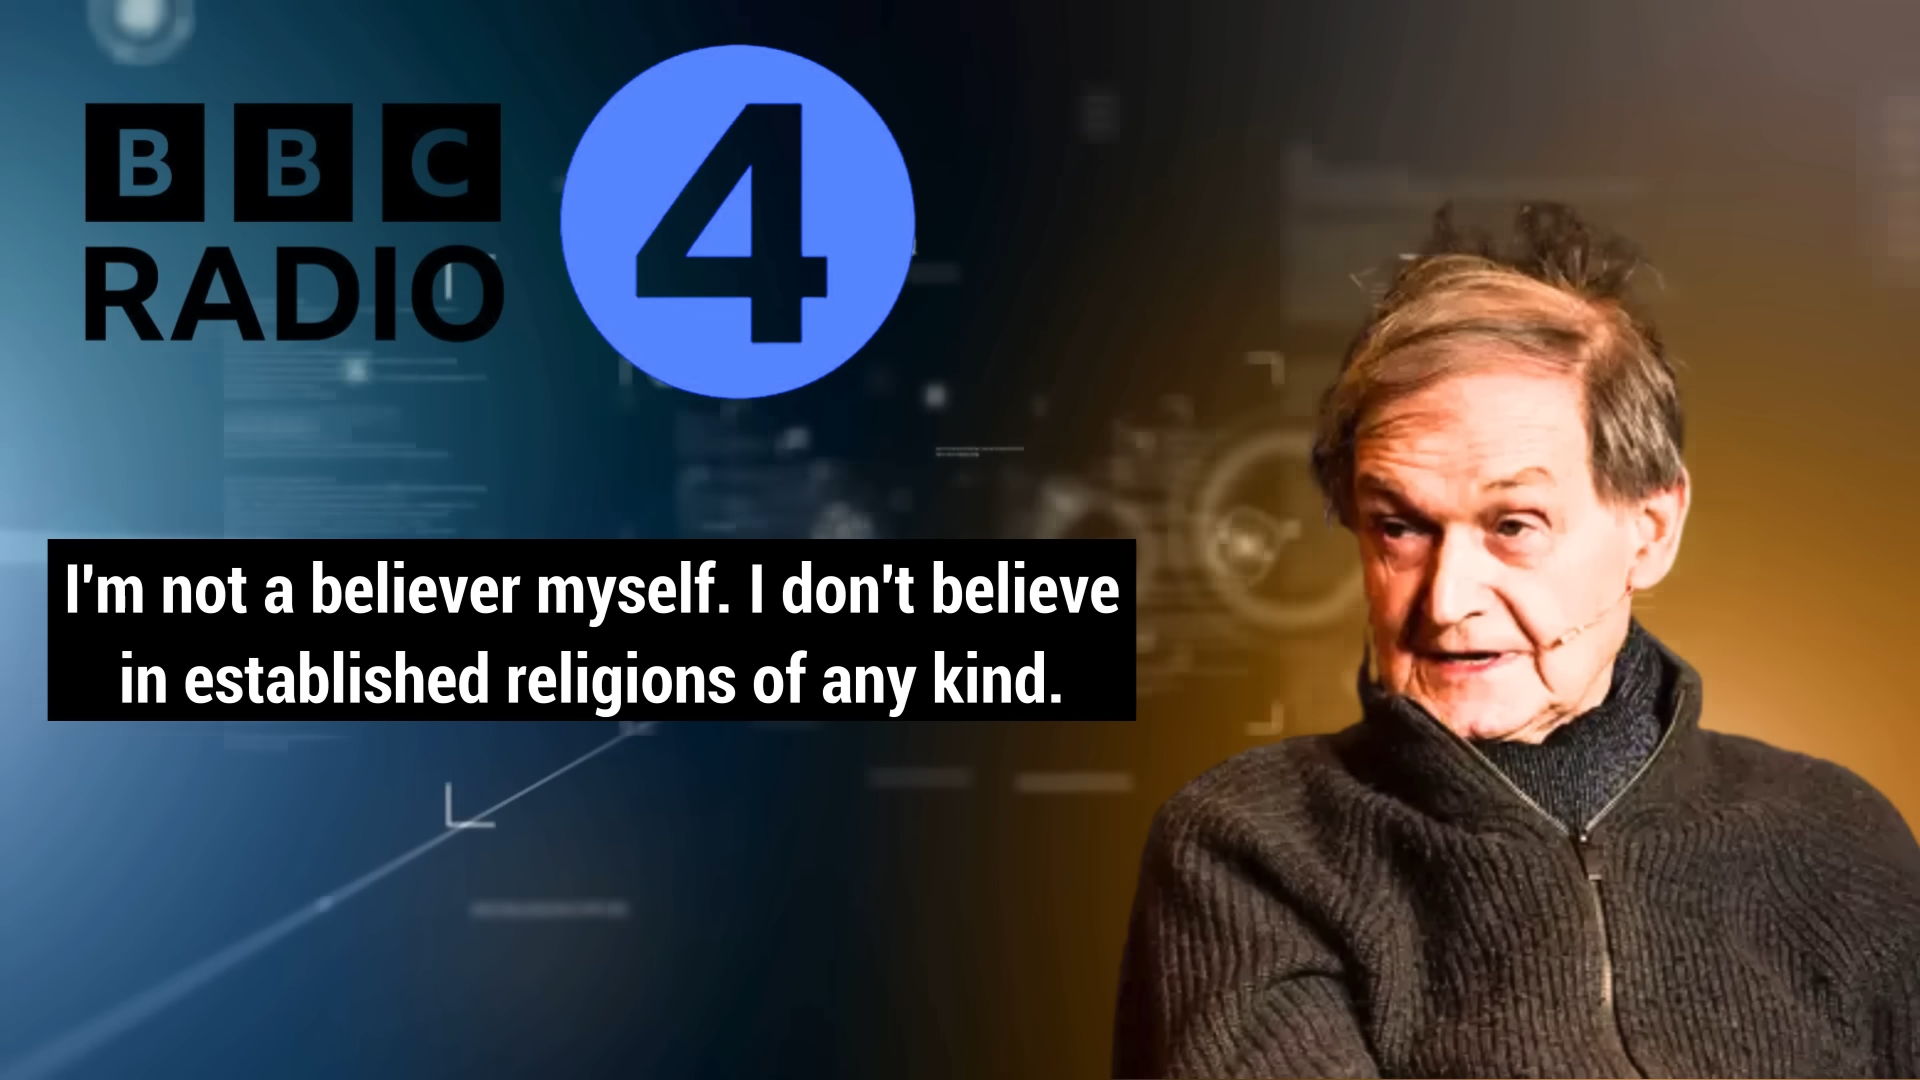 BBC
RADIO
4
I'm not a believer myself. I don't believe
in established religions of any kind.